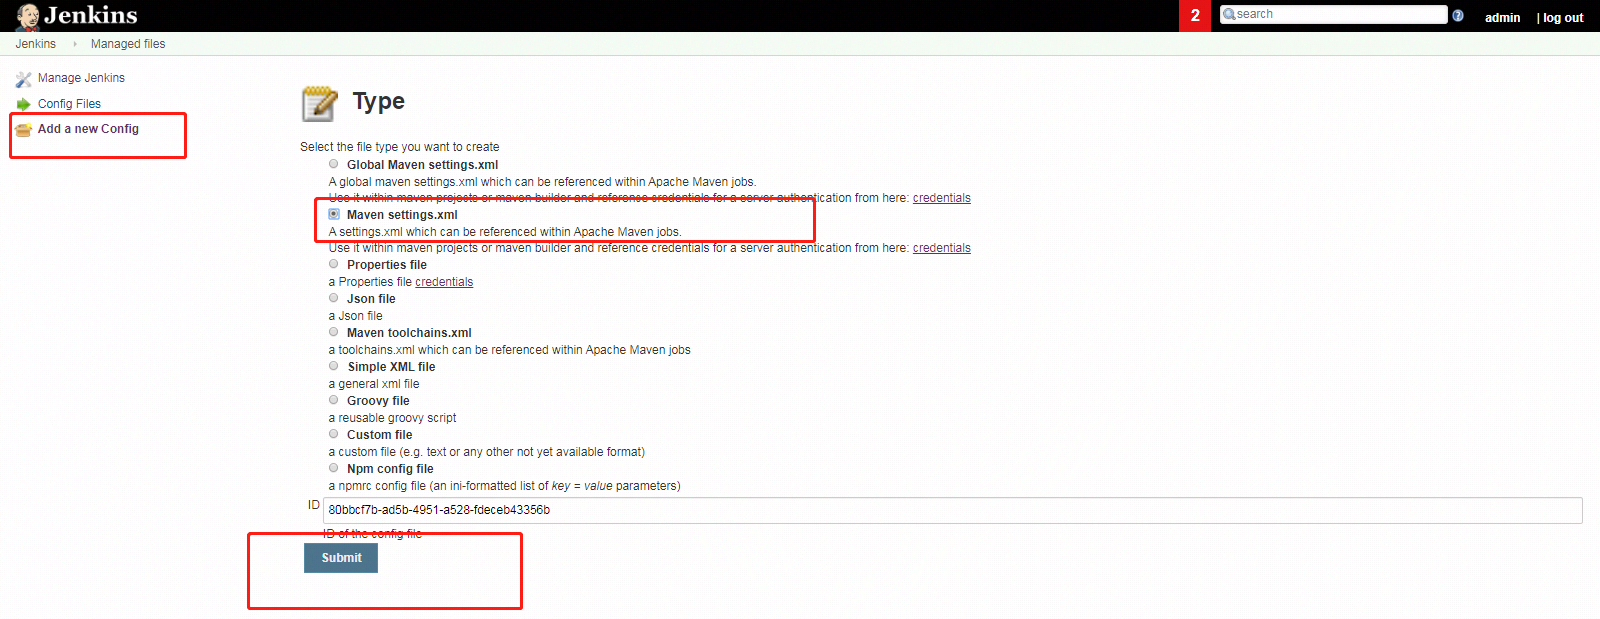 Jenkins
2
search
admin
| log out
Jenkins
Managed files
Manage Jenkins
Config Files
Add a new Config
Type
Select the file type you want to create
Global Maven settings.xml
A global maven settings.xml which can be referenced within Apache Maven jobs.
Use it within maven projects or maven builder and reference credentials for a server authentication from here: credentials
Maven settings.xml
A settings.xml which can be referenced within Apache Maven jobs.
Use it within maven projects or maven builder and reference credentials for a server authentication from here: credentials
Properties file
a Properties file credentials
Json file
a Json file
Maven toolchains.xml
a toolchains.xml which can be referenced within Apache Maven jobs
Simple XML file
a general xml file
Groovy file
a reusable groovy script
Custom file
a custom file (e.g. text or any other not yet available format)
Npm config file
a npmrc config file (an ini-formatted list of key = value parameters)
ID
80bbcf7b-ad5b-4951-a528-fdeceb43356b
ID of the config file
Submit